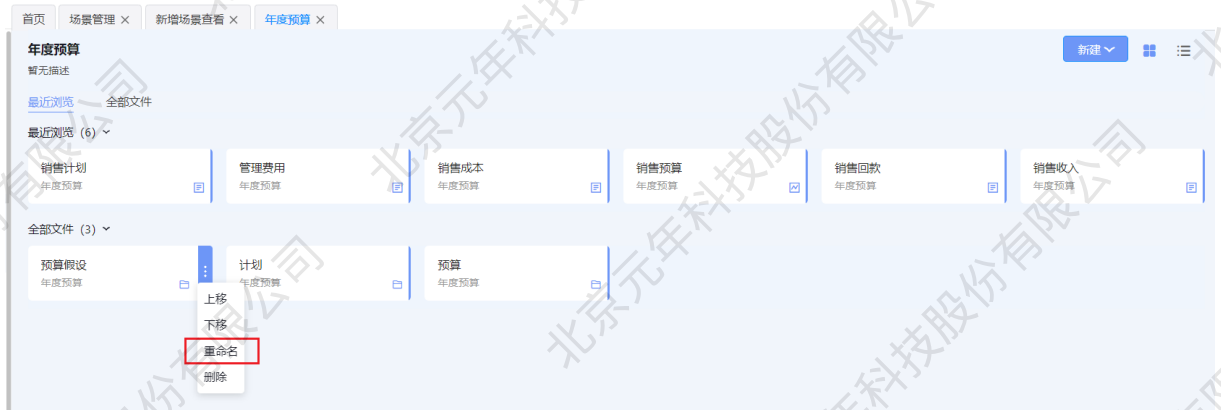 首页 场景管理 × 新增场景查看 × 年度预算 ×
年度预算
新建
暂无描述
最近浏览 全部文件
最近浏览 (6)
销售计划 管理费用 销售成本 销售预算 销售回款 销售收入
年度预算 年度预算 年度预算 年度预算 年度预算 年度预算
全部文件 (3)
预算假设 计划 预算
年度预算 年度预算 年度预算
上移
下移
重命名
删除
北京元年科技股份有限公司